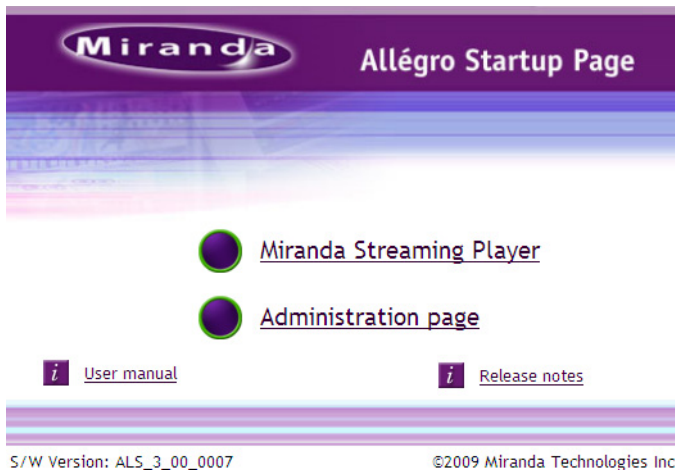 Miranda
Allégro Startup Page
Miranda Streaming Player
Administration page
i User manual
i Release notes
S/W Version: ALS_3_00_0007
©2009 Miranda Technologies Inc